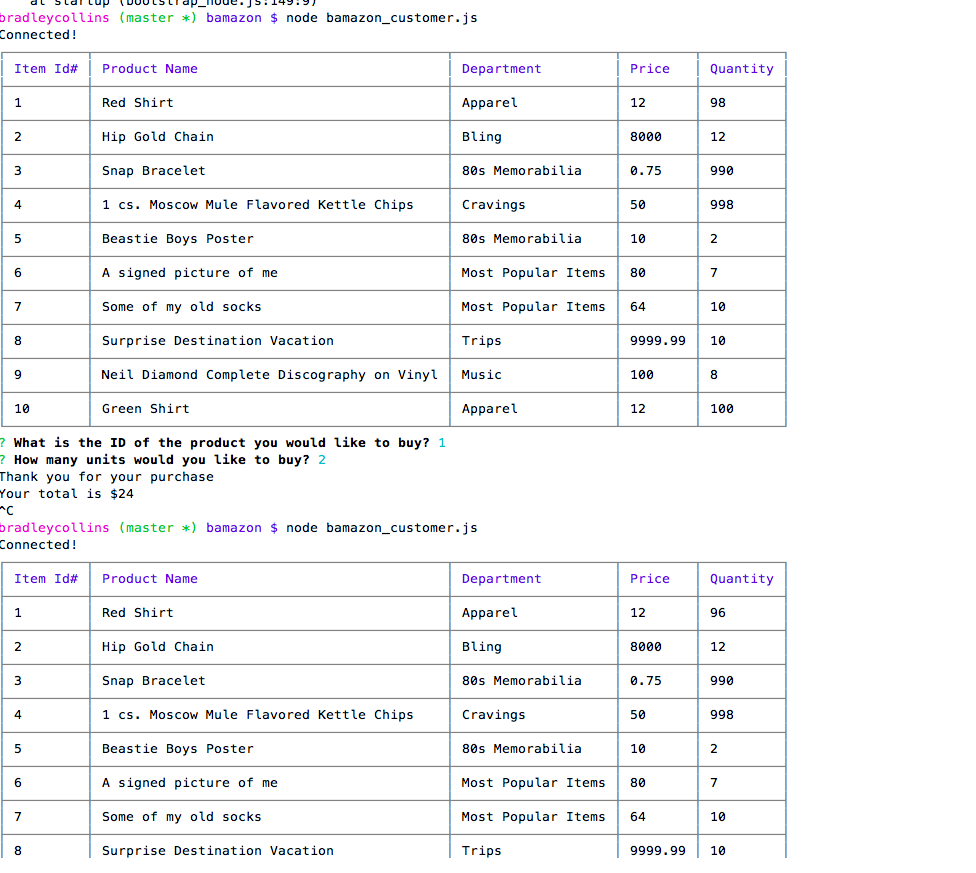 at startup (bootstrap_node.js:149:9)
bradleycollins (master *) bamazon $ node bamazon_customer.js
Connected!
Item Id# Product Name Department Price Quantity
1 Red Shirt Apparel 12 98
2 Hip Gold Chain Bling 8000 12
3 Snap Bracelet 80s Memorabilia 0.75 990
4 1 cs. Moscow Mule Flavored Kettle Chips Cravings 50 998
5 Beastie Boys Poster 80s Memorabilia 10 2
6 A signed picture of me Most Popular Items 80 7
7 Some of my old socks Most Popular Items 64 10
8 Surprise Destination Vacation Trips 9999.99 10
9 Neil Diamond Complete Discography on Vinyl Music 100 8
10 Green Shirt Apparel 12 100
? What is the ID of the product you would like to buy? 1
? How many units would you like to buy? 2
Thank you for your purchase
Your total is $24
^C
bradleycollins (master *) bamazon $ node bamazon_customer.js
Connected!
Item Id# Product Name Department Price Quantity
1 Red Shirt Apparel 12 96
2 Hip Gold Chain Bling 8000 12
3 Snap Bracelet 80s Memorabilia 0.75 990
4 1 cs. Moscow Mule Flavored Kettle Chips Cravings 50 998
5 Beastie Boys Poster 80s Memorabilia 10 2
6 A signed picture of me Most Popular Items 80 7
7 Some of my old socks Most Popular Items 64 10
8 Surprise Destination Vacation Trips 9999.99 10